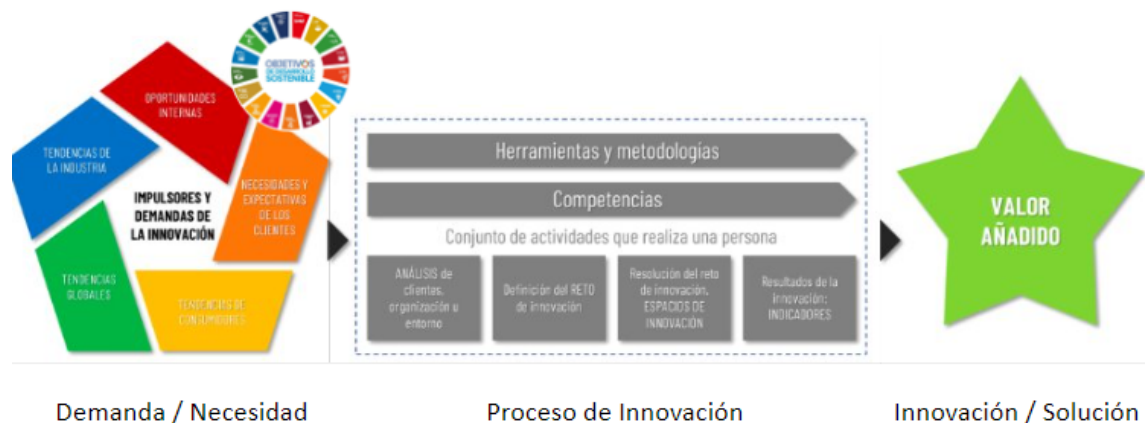 OBJETIVOS
DE DESARROLLO
SOSTENIBLE
OPORTUNIDADES
INTERNAS
TENDENCIAS DE
LA INDUSTRIA
IMPULSORES Y
DEMANDAS DE
LA INNOVACIÓN
NECESIDADES Y
EXPECTATIVAS
DE LOS
CLIENTES
TENDENCIAS
GLOBALES
TENDENCIAS DE
CONSUMIDORES
Demanda / Necesidad
Herramientas y metodologías
Competencias
Conjunto de actividades que realiza una persona
ANÁLISIS de
clientes,
organización u
entorno
Definición del RETO
de innovación
Resolución del reto
de innovación.
ESPACIOS DE
INNOVACIÓN
Resultados de la
innovación:
INDICADORES
Proceso de Innovación
VALOR
AÑADIDO
Innovación / Solución